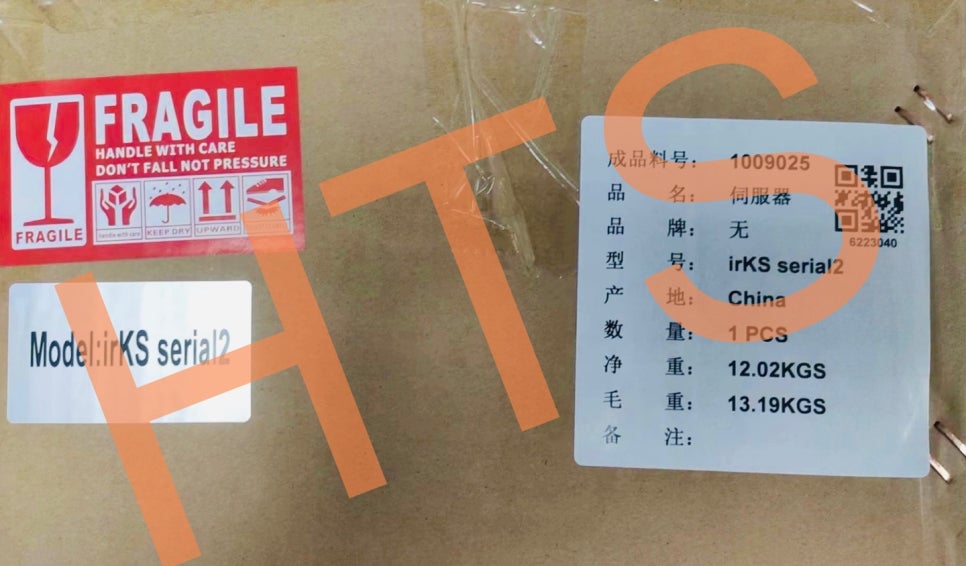 FRAGILE
HANDLE WITH CARE
DON'T FALL NOT PRESSURE
FRAGILE
handle with care
KEEP DRY
UPWARD
Model:irKS serial2
成品料号: 1009025
品 名: 伺服器
品 牌: 无
型 号: irKS serial2
产 地: China
数 量: 1 PCS
净 重: 12.02KGS
毛 重: 13.19KGS
备 注:
6223040
HTS